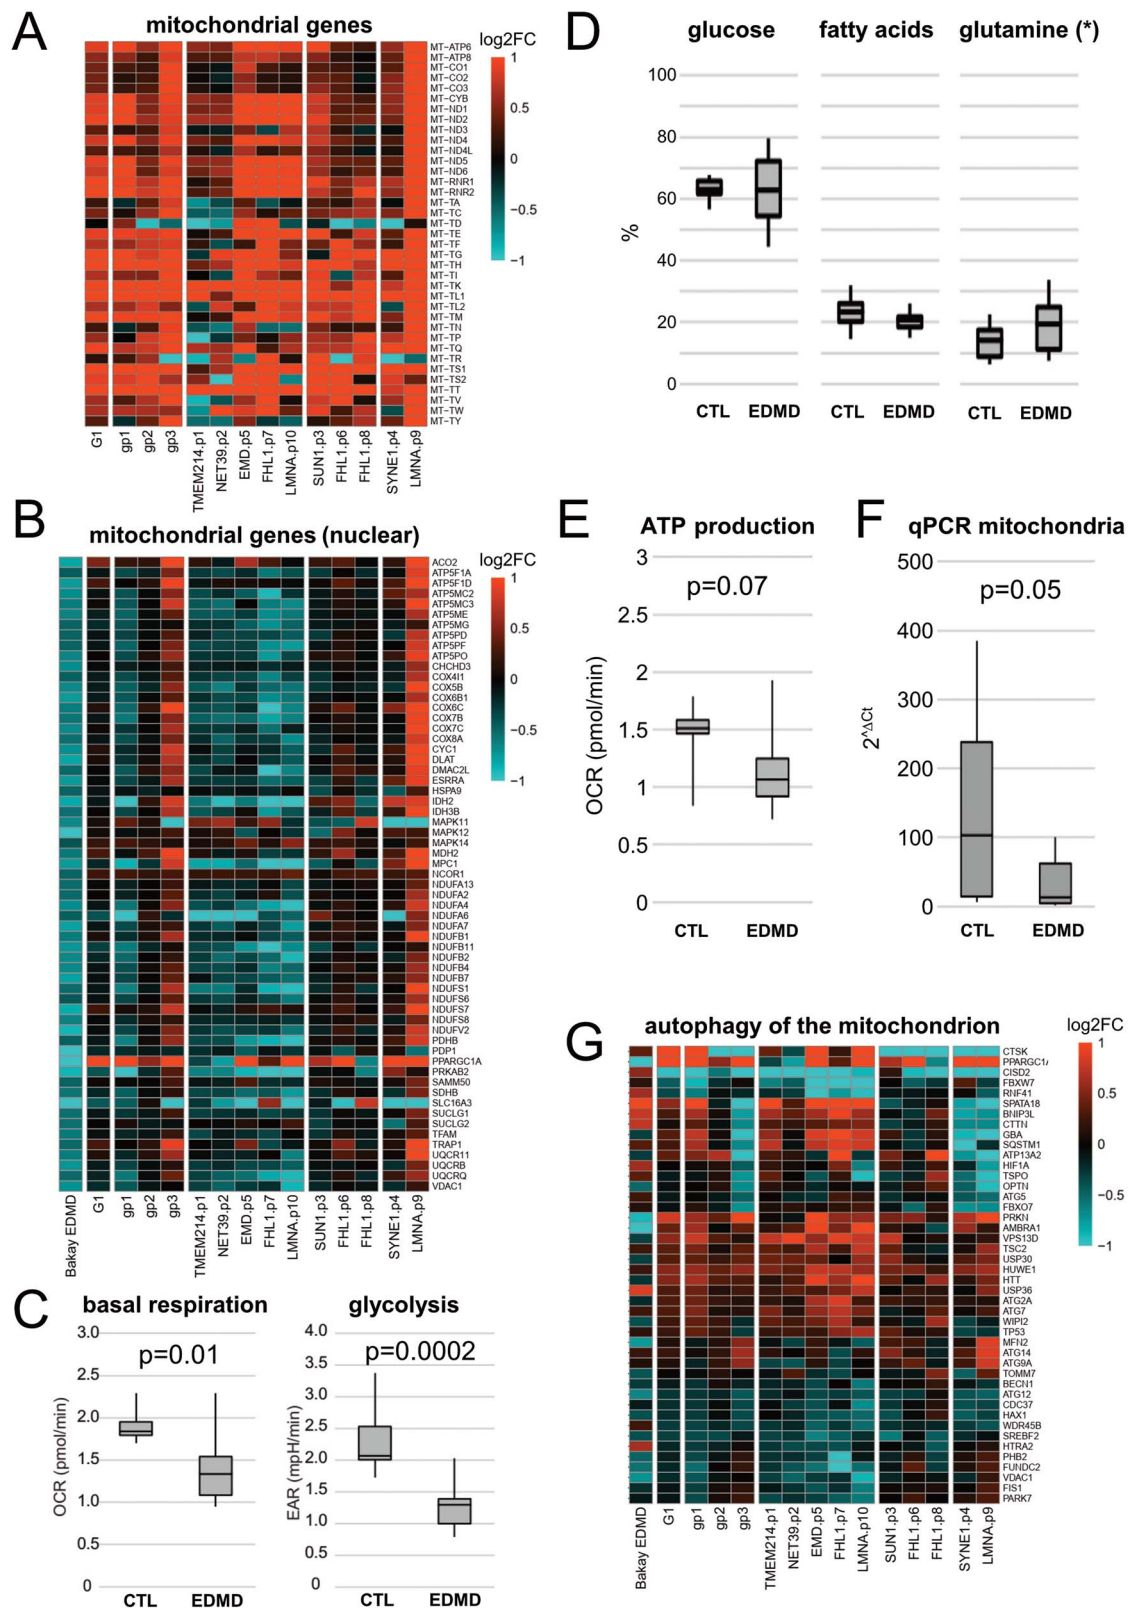 A
mitochondrial genes
log2FC
1
0.5
0
−0.5
−1
MT−ATP6
MT−ATP8
MT−CO1
MT−CO2
MT−CO3
MT−CYB
MT−ND1
MT−ND2
MT−ND3
MT−ND4
MT−ND4L
MT−ND5
MT−ND6
MT−RNR1
MT−RNR2
MT−TA
MT−TC
MT−TD
MT−TE
MT−TF
MT−TG
MT−TH
MT−TI
MT−TK
MT−TL1
MT−TL2
MT−TM
MT−TN
MT−TP
MT−TQ
MT−TR
MT−TS1
MT−TS2
MT−TT
MT−TV
MT−TW
MT−TY
G1
gp1
gp2
gp3
TMEM214.p1
NET39.p2
EMD.p5
FHL1.p7
LMNA.p10
SUN1.p3
FHL1.p6
FHL1.p8
SYNE1.p4
LMNA.p9
B
mitochondrial genes (nuclear)
log2FC
1
0.5
0
−0.5
−1
ACO2
ATP5F1A
ATP5F1D
ATP5MC2
ATP5MC3
ATP5ME
ATP5MG
ATP5PD
ATP5PF
ATP5PO
CHCHD3
COX4I1
COX5B
COX6B1
COX6C
COX7B
COX7C
COX8A
CYC1
DLAT
DMAC2L
ESRRA
HSPA9
IDH2
IDH3B
MAPK11
MAPK12
MAPK14
MDH2
MPC1
NCOR1
NDUFA13
NDUFA2
NDUFA4
NDUFA6
NDUFA7
NDUFB1
NDUFB11
NDUFB2
NDUFB4
NDUFB7
NDUFS1
NDUFS6
NDUFS7
NDUFS8
NDUFV2
PDHB
PDP1
PPARGC1A
PRKAB2
SAMM50
SDHB
SLC16A3
SUCLG1
SUCLG2
TFAM
TRAP1
UQCR11
UQCRB
UQCRQ
VDAC1
Bakay EDMD
G1
gp1
gp2
gp3
TMEM214.p1
NET39.p2
EMD.p5
FHL1.p7
LMNA.p10
SUN1.p3
FHL1.p6
FHL1.p8
SYNE1.p4
LMNA.p9
C
basal respiration
p=0.01
OCR (pmol/min)
3.0
2.0
1.5
1.0
0.5
0
CTL
EDMD
glycolysis
p=0.0002
EAR (mpH/min)
4.0
3.5
3.0
2.5
2.0
1.5
1.0
0.5
0
CTL
EDMD
D
glucose
fatty acids
glutamine (*)
%
100
80
60
40
20
0
CTL
EDMD
CTL
EDMD
CTL
EDMD
E
ATP production
p=0.07
OCR (pmol/min)
3
2.5
2
1.5
1
0.5
0
CTL
EDMD
F
qPCR mitochondria
p=0.05
2^ΔΔCt
500
400
300
200
100
0
CTL
EDMD
G
autophagy of the mitochondrion
log2FC
1
0.5
0
−0.5
−1
CTSK
PPARGC1
CISD2
FBXW7
RNF41
SPATA18
BNIP3L
CTTN
GBA
SQSTM1
ATP13A2
HIF1A
TSPO
OPTN
ATG5
FBXO7
PRKN
AMBRA1
VPS13D
TSC2
USP30
HUWE1
HTT
USP36
ATG2A
ATG7
WIPI2
TP53
MFN2
ATG14
ATG9A
TOMM7
BECN1
ATG12
CDC37
HAX1
WDR45B
SREBF2
HTRA2
PHB2
FUNDC2
VDAC1
FIS1
PARK7
Bakay EDMD
G1
gp1
gp2
gp3
TMEM214.p1
NET39.p2
EMD.p5
FHL1.p7
LMNA.p10
SUN1.p3
FHL1.p6
FHL1.p8
SYNE1.p4
LMNA.p9